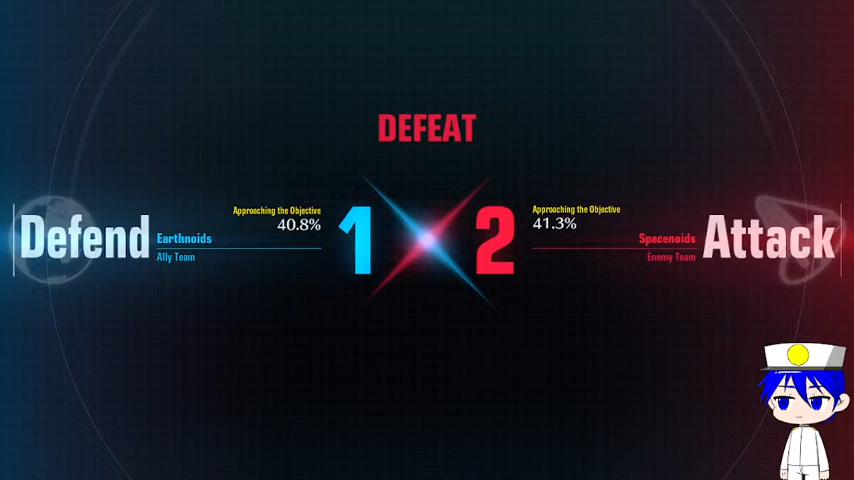 DEFEAT
Defend
Earthnoids
Ally Team
Approaching the Objective
40.8%
1
2
Approaching the Objective
41.3%
Spacenoids
Enemy Team
Attack